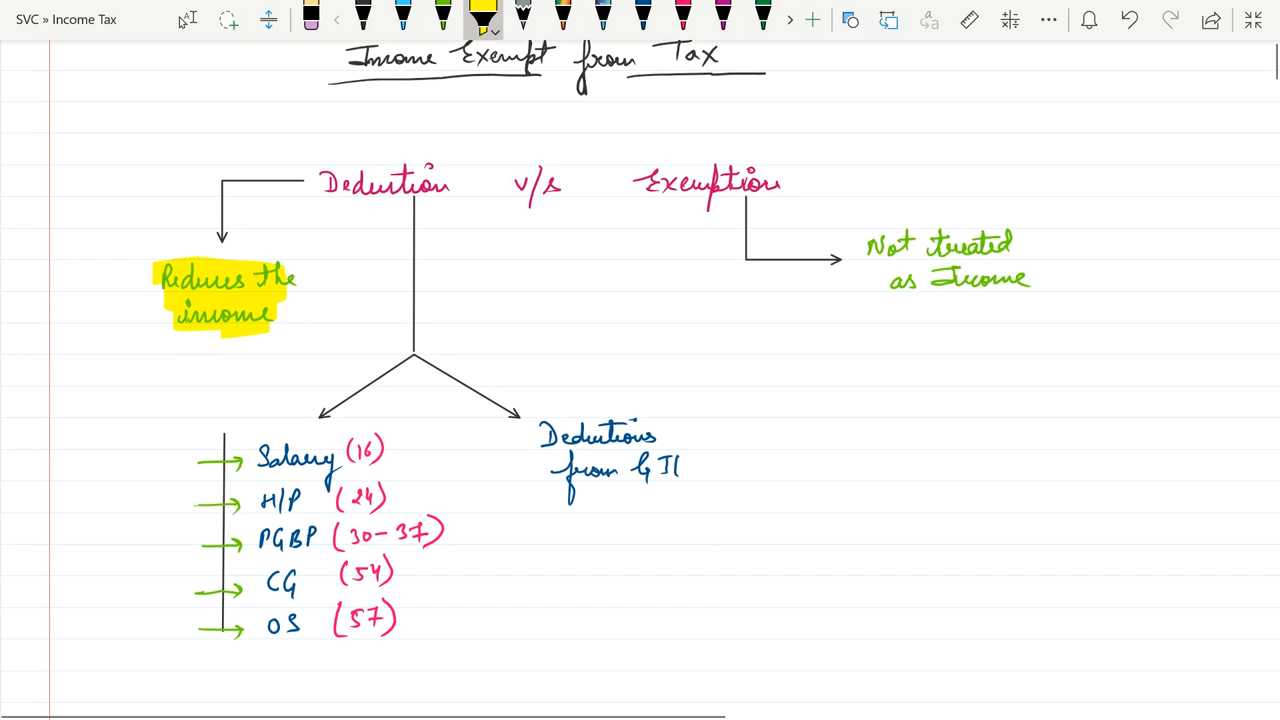 SVC » Income Tax
Income Exempt from Tax
Deduction v/s Exemption
Reduces the
income
Not treated
as Income
Salary (16)
H/P (24)
PGBP (30-37)
CG (54)
OS (57)
Deductions
from GTI